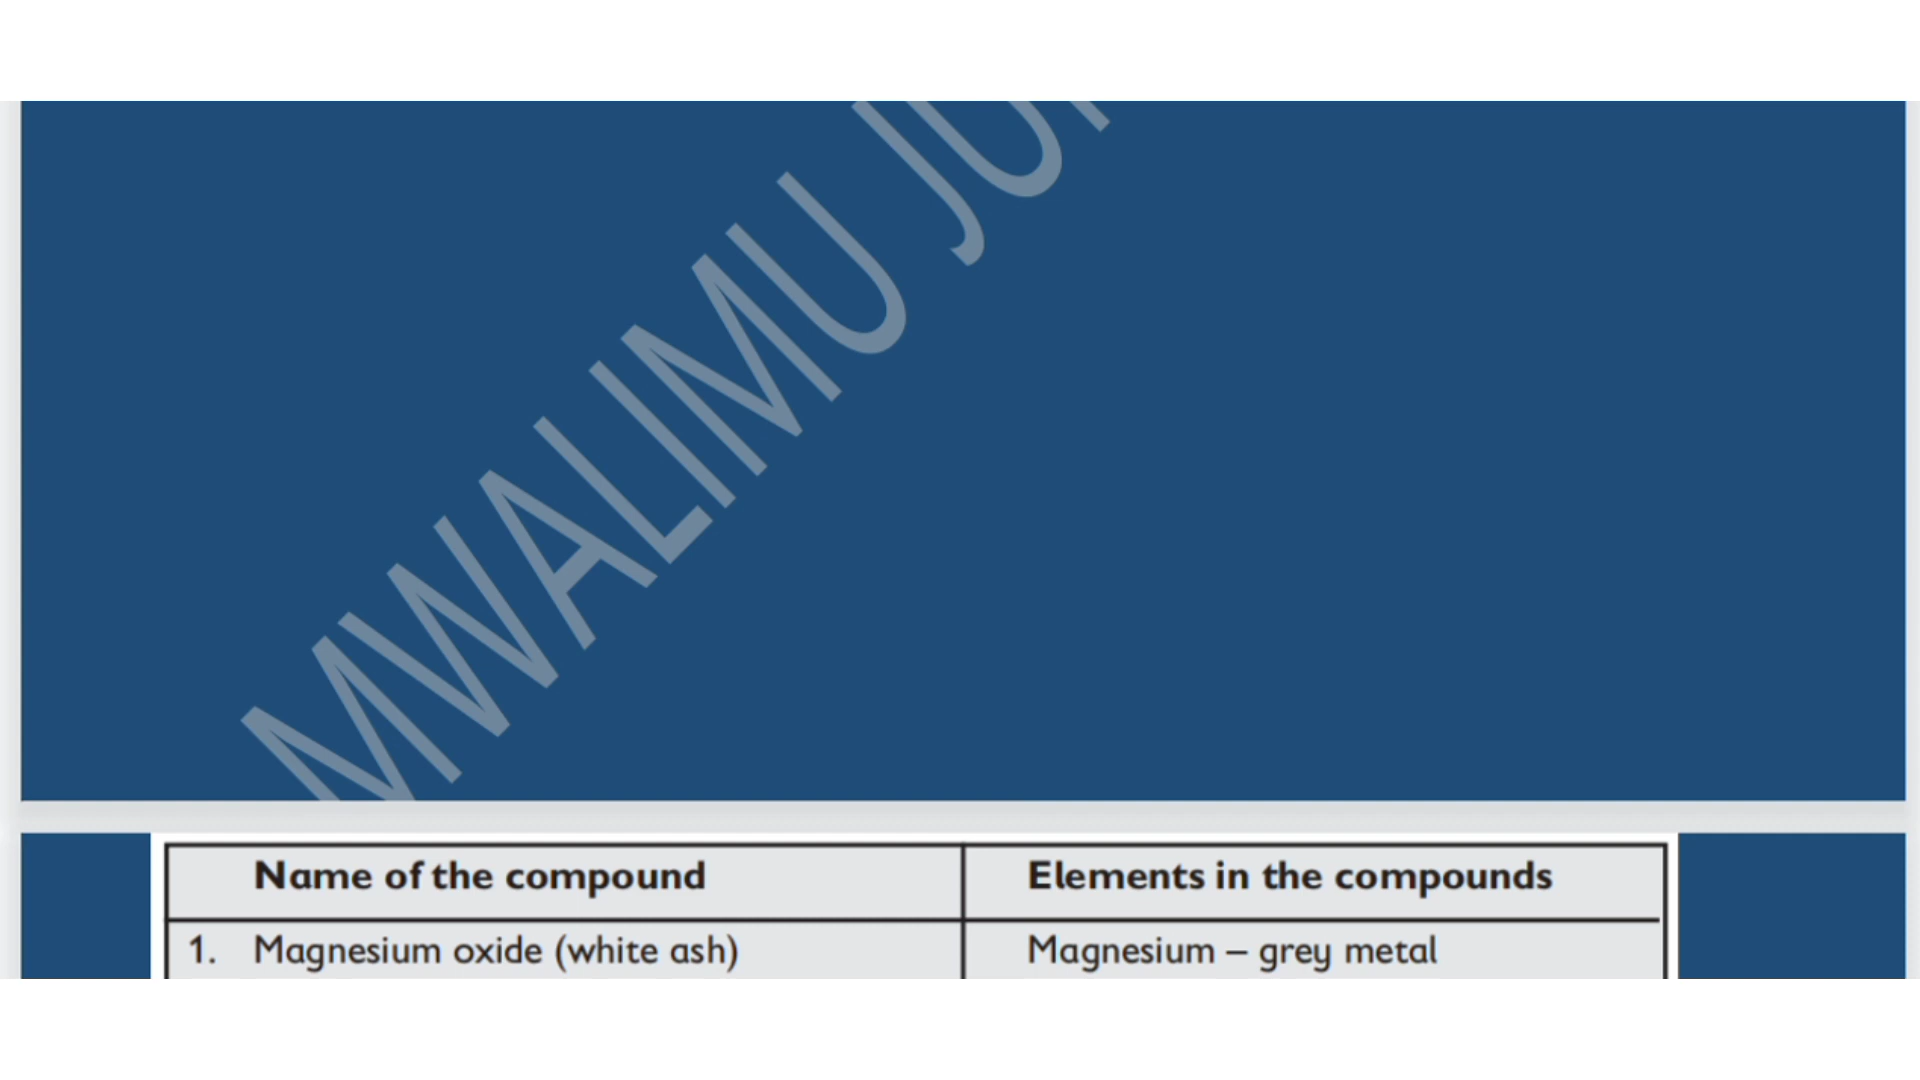 MWALIMU
Name of the compound Elements in the compounds
1. Magnesium oxide (white ash) Magnesium – grey metal